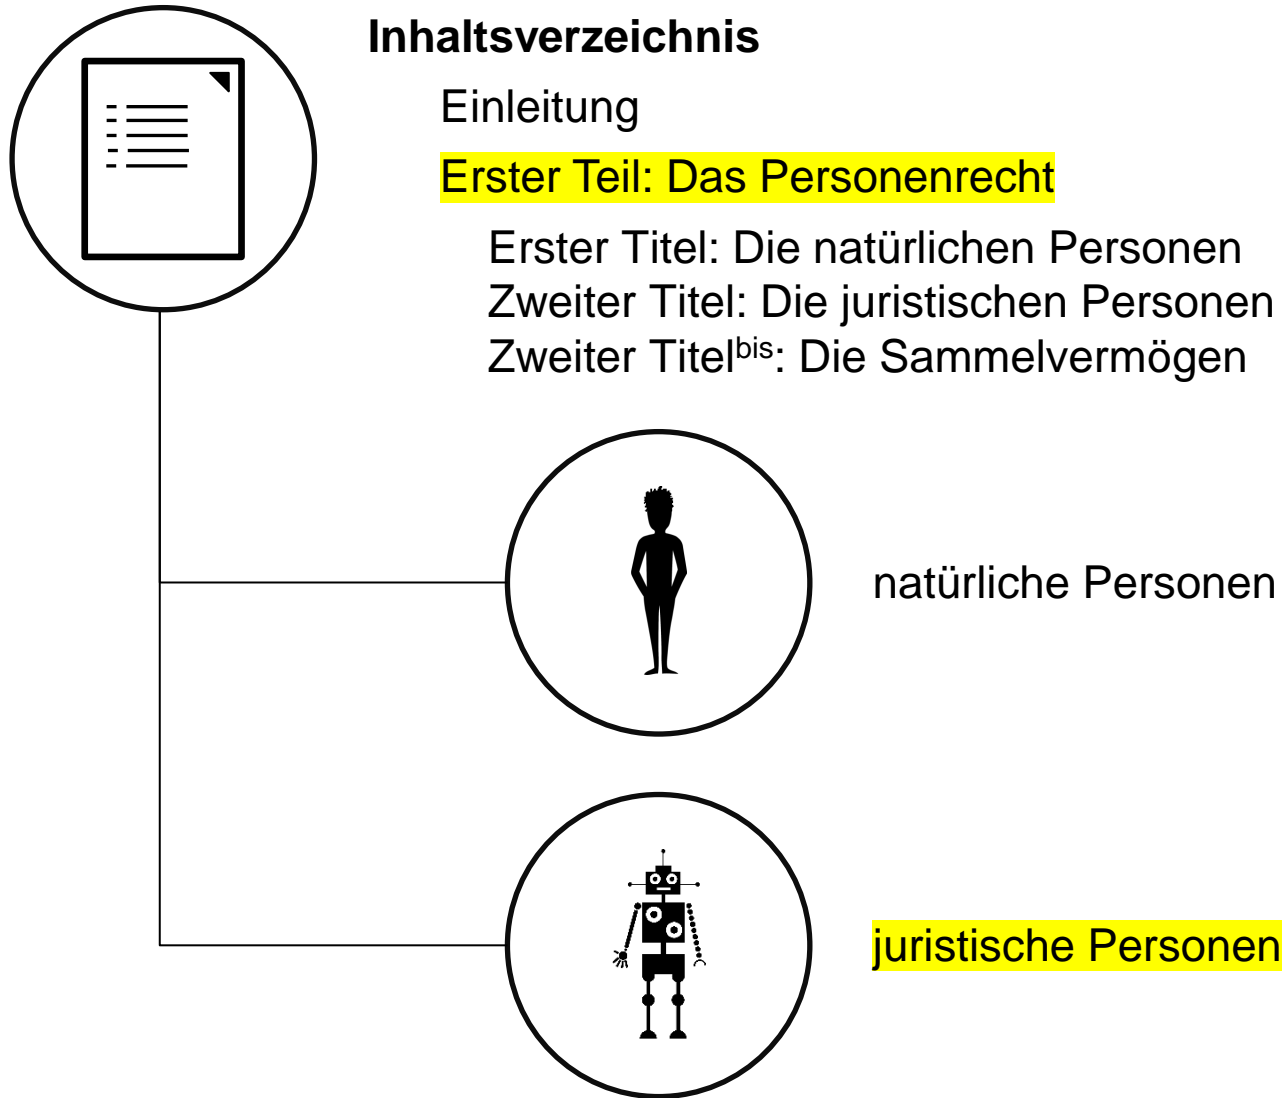 Inhaltsverzeichnis
Einleitung
Erster Teil: Das Personenrecht
Erster Titel: Die natürlichen Personen
Zweiter Titel: Die juristischen Personen
Zweiter Titelbis: Die Sammelvermögen
natürliche Personen
juristische Personen